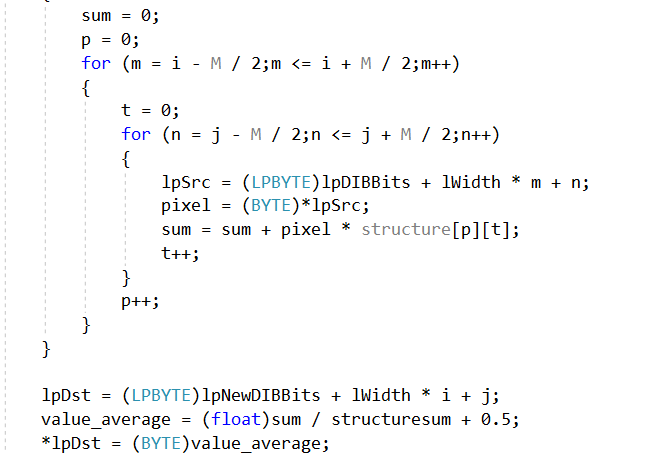 {
sum = 0;
p = 0;
for (m = i - M / 2;m <= i + M / 2;m++)
{
t = 0;
for (n = j - M / 2;n <= j + M / 2;n++)
{
lpSrc = (LPBYTE)lpDIBBits + lWidth * m + n;
pixel = (BYTE)*lpSrc;
sum = sum + pixel * structure[p][t];
t++;
}
p++;
}
}
lpDst = (LPBYTE)lpNewDIBBits + lWidth * i + j;
value_average = (float)sum / structuresum + 0.5;
*lpDst = (BYTE)value_average;